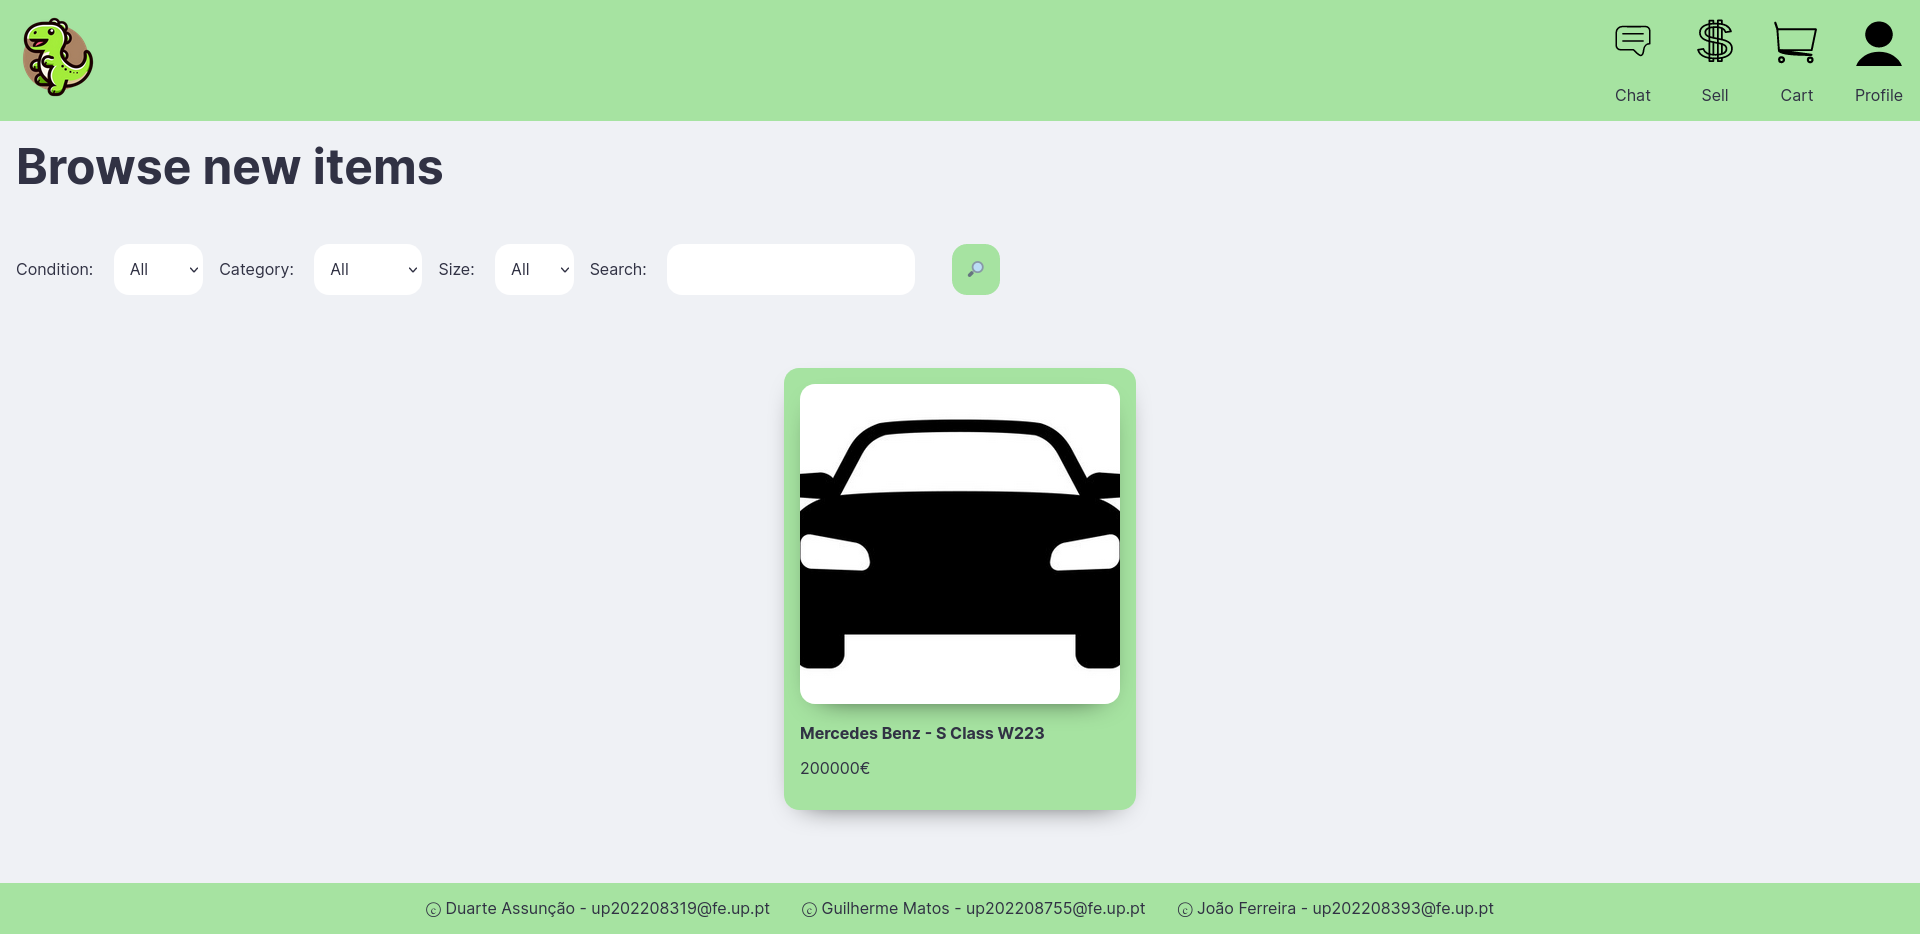 Chat Sell Cart Profile
Browse new items
Condition: All Category: All Size: All Search:
Mercedes Benz - S Class W223
200000€
© Duarte Assunção - up202208319@fe.up.pt © Guilherme Matos - up202208755@fe.up.pt © João Ferreira - up202208393@fe.up.pt